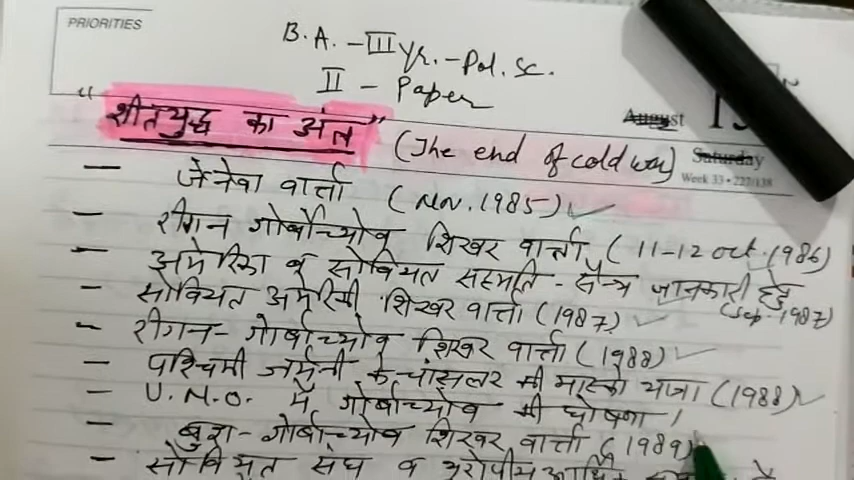 PRIORITIES
B.A. - III yr. - Pol. Sc.
II - Paper
August
"शीतयुद्ध का अंत" (The end of cold war)
Saturday
Week 33 • 227/138
- जेनेवा वार्त्ता (Nov. 1985)
- रीगन गोर्बाच्योव शिखर वार्त्ता (11-12 oct. 1986)
- अमेरिका व सोवियत सहमति - सैन्य जानकारी हेतु
(Sep. 1987)
- सोवियत अमेरिकी शिखर वार्त्ता (1987)
- रीगन - गोर्बाच्योव शिखर वार्त्ता (1988)
- पश्चिमी जर्मनी के चांसलर की मास्को यात्रा (1988)
- U.N.O. में गोर्बाच्योव की घोषणा ।
- बुश - गोर्बाच्योव शिखर वार्त्ता (1989)
- सोवियत संघ व यूरोपीय आर्थिक